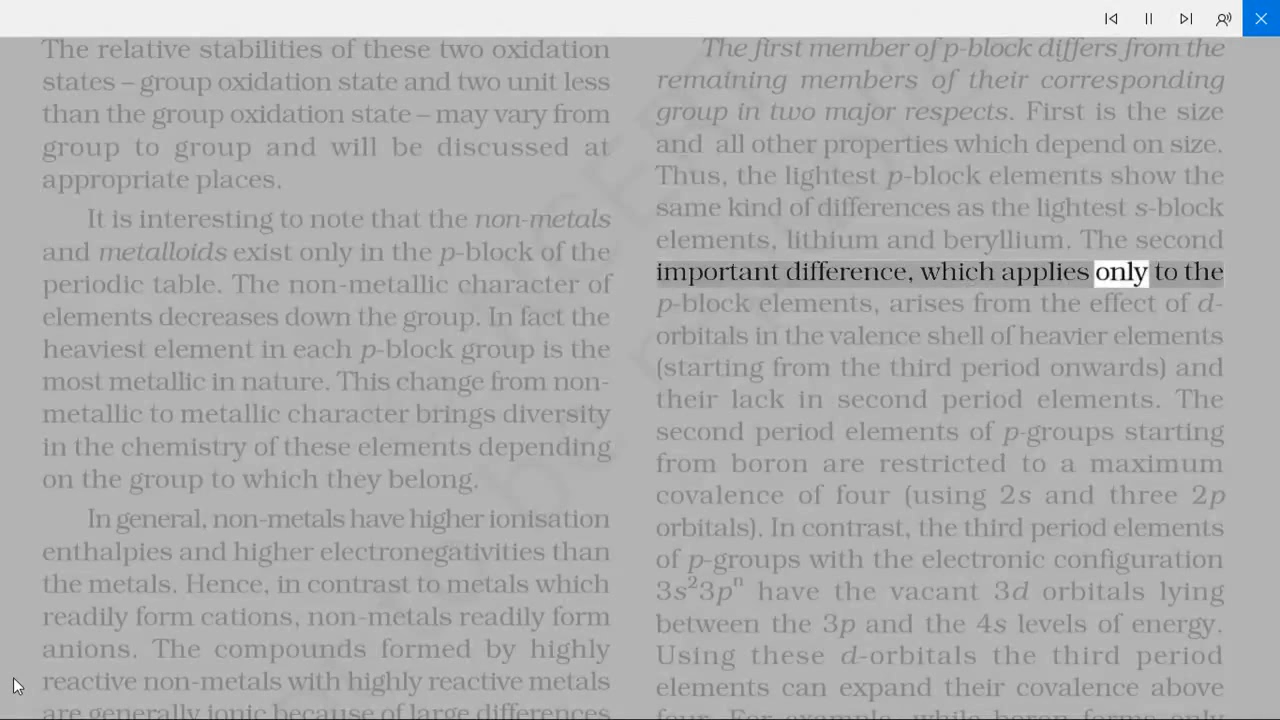 The relative stabilities of these two oxidation
states – group oxidation state and two unit less
than the group oxidation state – may vary from
group to group and will be discussed at
appropriate places.
It is interesting to note that the non-metals
and metalloids exist only in the p-block of the
periodic table. The non-metallic character of
elements decreases down the group. In fact the
heaviest element in each p-block group is the
most metallic in nature. This change from non-
metallic to metallic character brings diversity
in the chemistry of these elements depending
on the group to which they belong.
In general, non-metals have higher ionisation
enthalpies and higher electronegativities than
the metals. Hence, in contrast to metals which
readily form cations, non-metals readily form
anions. The compounds formed by highly
reactive non-metals with highly reactive metals
are generally ionic because of large differences
The first member of p-block differs from the
remaining members of their corresponding
group in two major respects. First is the size
and all other properties which depend on size.
Thus, the lightest p-block elements show the
same kind of differences as the lightest s-block
elements, lithium and beryllium. The second
important difference, which applies only to the
p-block elements, arises from the effect of d-
orbitals in the valence shell of heavier elements
(starting from the third period onwards) and
their lack in second period elements. The
second period elements of p-groups starting
from boron are restricted to a maximum
covalence of four (using 2s and three 2p
orbitals). In contrast, the third period elements
of p-groups with the electronic configuration
3s²3pⁿ have the vacant 3d orbitals lying
between the 3p and the 4s levels of energy.
Using these d-orbitals the third period
elements can expand their covalence above
four. For example, while boron forms only